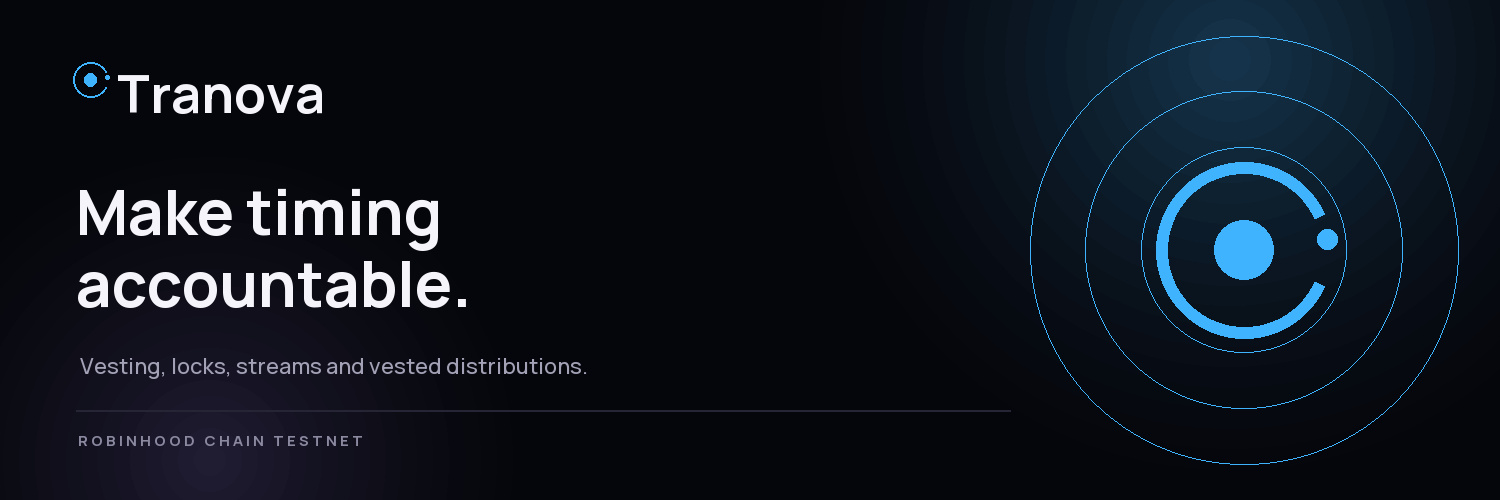 Tranova
Make timing
accountable.
Vesting, locks, streams and vested distributions.
ROBINHOOD CHAIN TESTNET